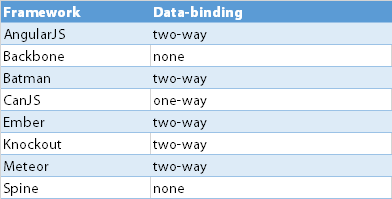 Framework Data-binding
AngularJS two-way
Backbone none
Batman two-way
CanJS one-way
Ember two-way
Knockout two-way
Meteor two-way
Spine none